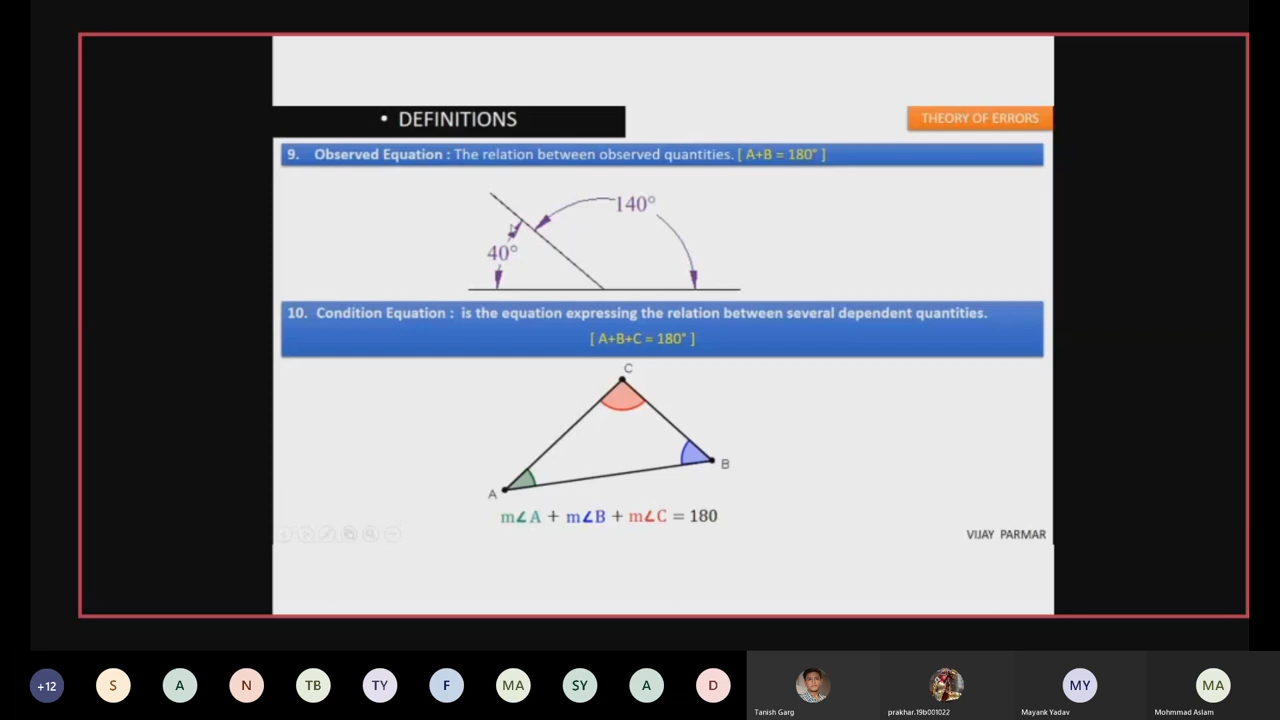 • DEFINITIONS
THEORY OF ERRORS
9. Observed Equation : The relation between observed quantities. [ A+B = 180° ]
140°
40°
10. Condition Equation : is the equation expressing the relation between several dependent quantities.
[ A+B+C = 180° ]
C
B
A
m∠A + m∠B + m∠C = 180
VIJAY PARMAR
+12
S
A
N
TB
TY
F
MA
SY
A
D
Tanish Garg
prakhar.19b001022
MY
Mayank Yadav
MA
Mohmmad Aslam